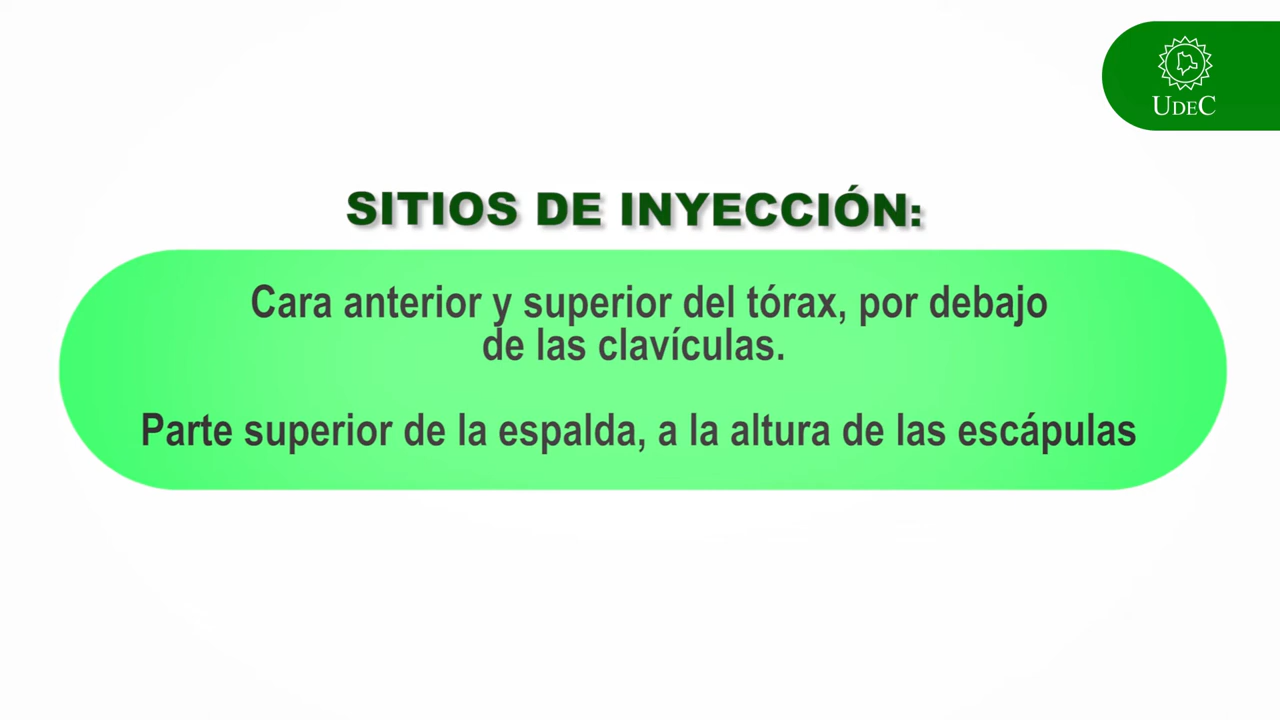 UDEC
SITIOS DE INYECCIÓN:
Cara anterior y superior del tórax, por debajo
de las clavículas.
Parte superior de la espalda, a la altura de las escápulas